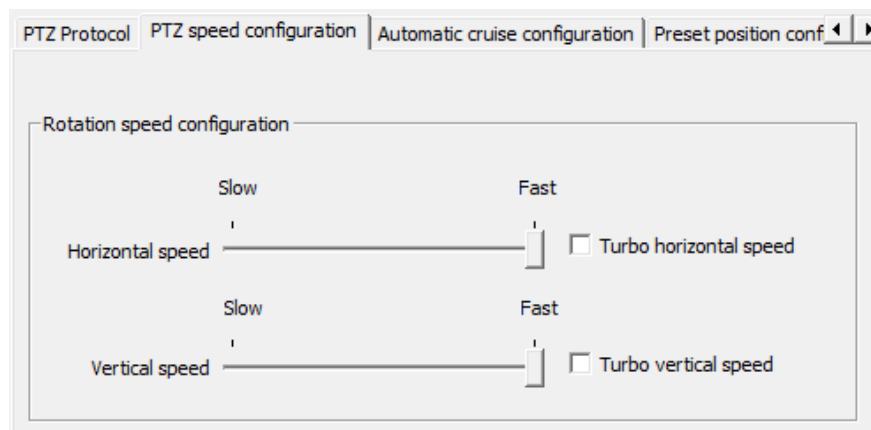 PTZ Protocol PTZ speed configuration Automatic cruise configuration Preset position conf
Rotation speed configuration
Slow Fast
Horizontal speed Turbo horizontal speed
Slow Fast
Vertical speed Turbo vertical speed